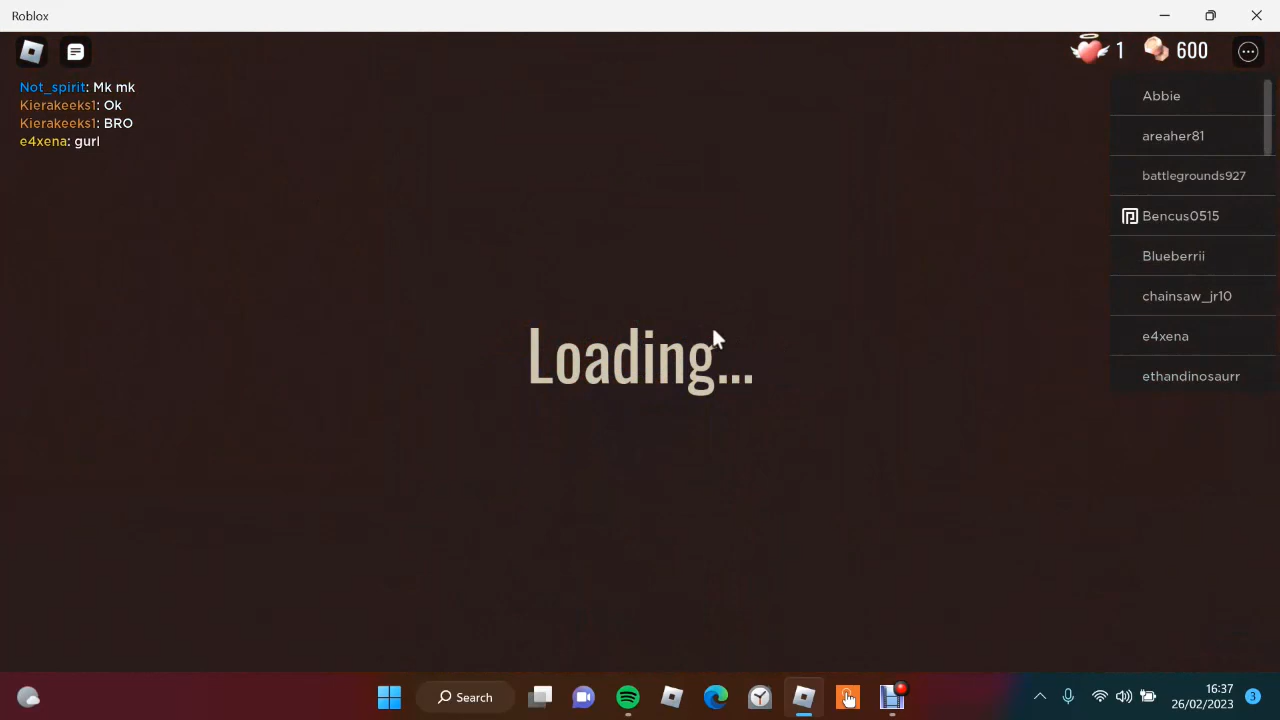 Roblox
1
600
Not_spirit: Mk mk
Kierakeeks1: Ok
Kierakeeks1: BRO
e4xena: gurl
Abbie
areaher81
battlegrounds927
Bencus0515
Blueberrii
chainsaw_jr10
e4xena
ethandinosaurr
Loading...
Search
16:37
26/02/2023
3